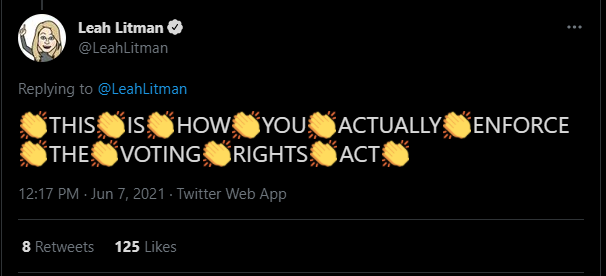 Leah Litman
@LeahLitman
Replying to @LeahLitman
👏THIS👏IS👏HOW👏YOU👏ACTUALLY👏ENFORCE
👏THE👏VOTING👏RIGHTS👏ACT👏
12:17 PM · Jun 7, 2021 · Twitter Web App
8 Retweets 125 Likes